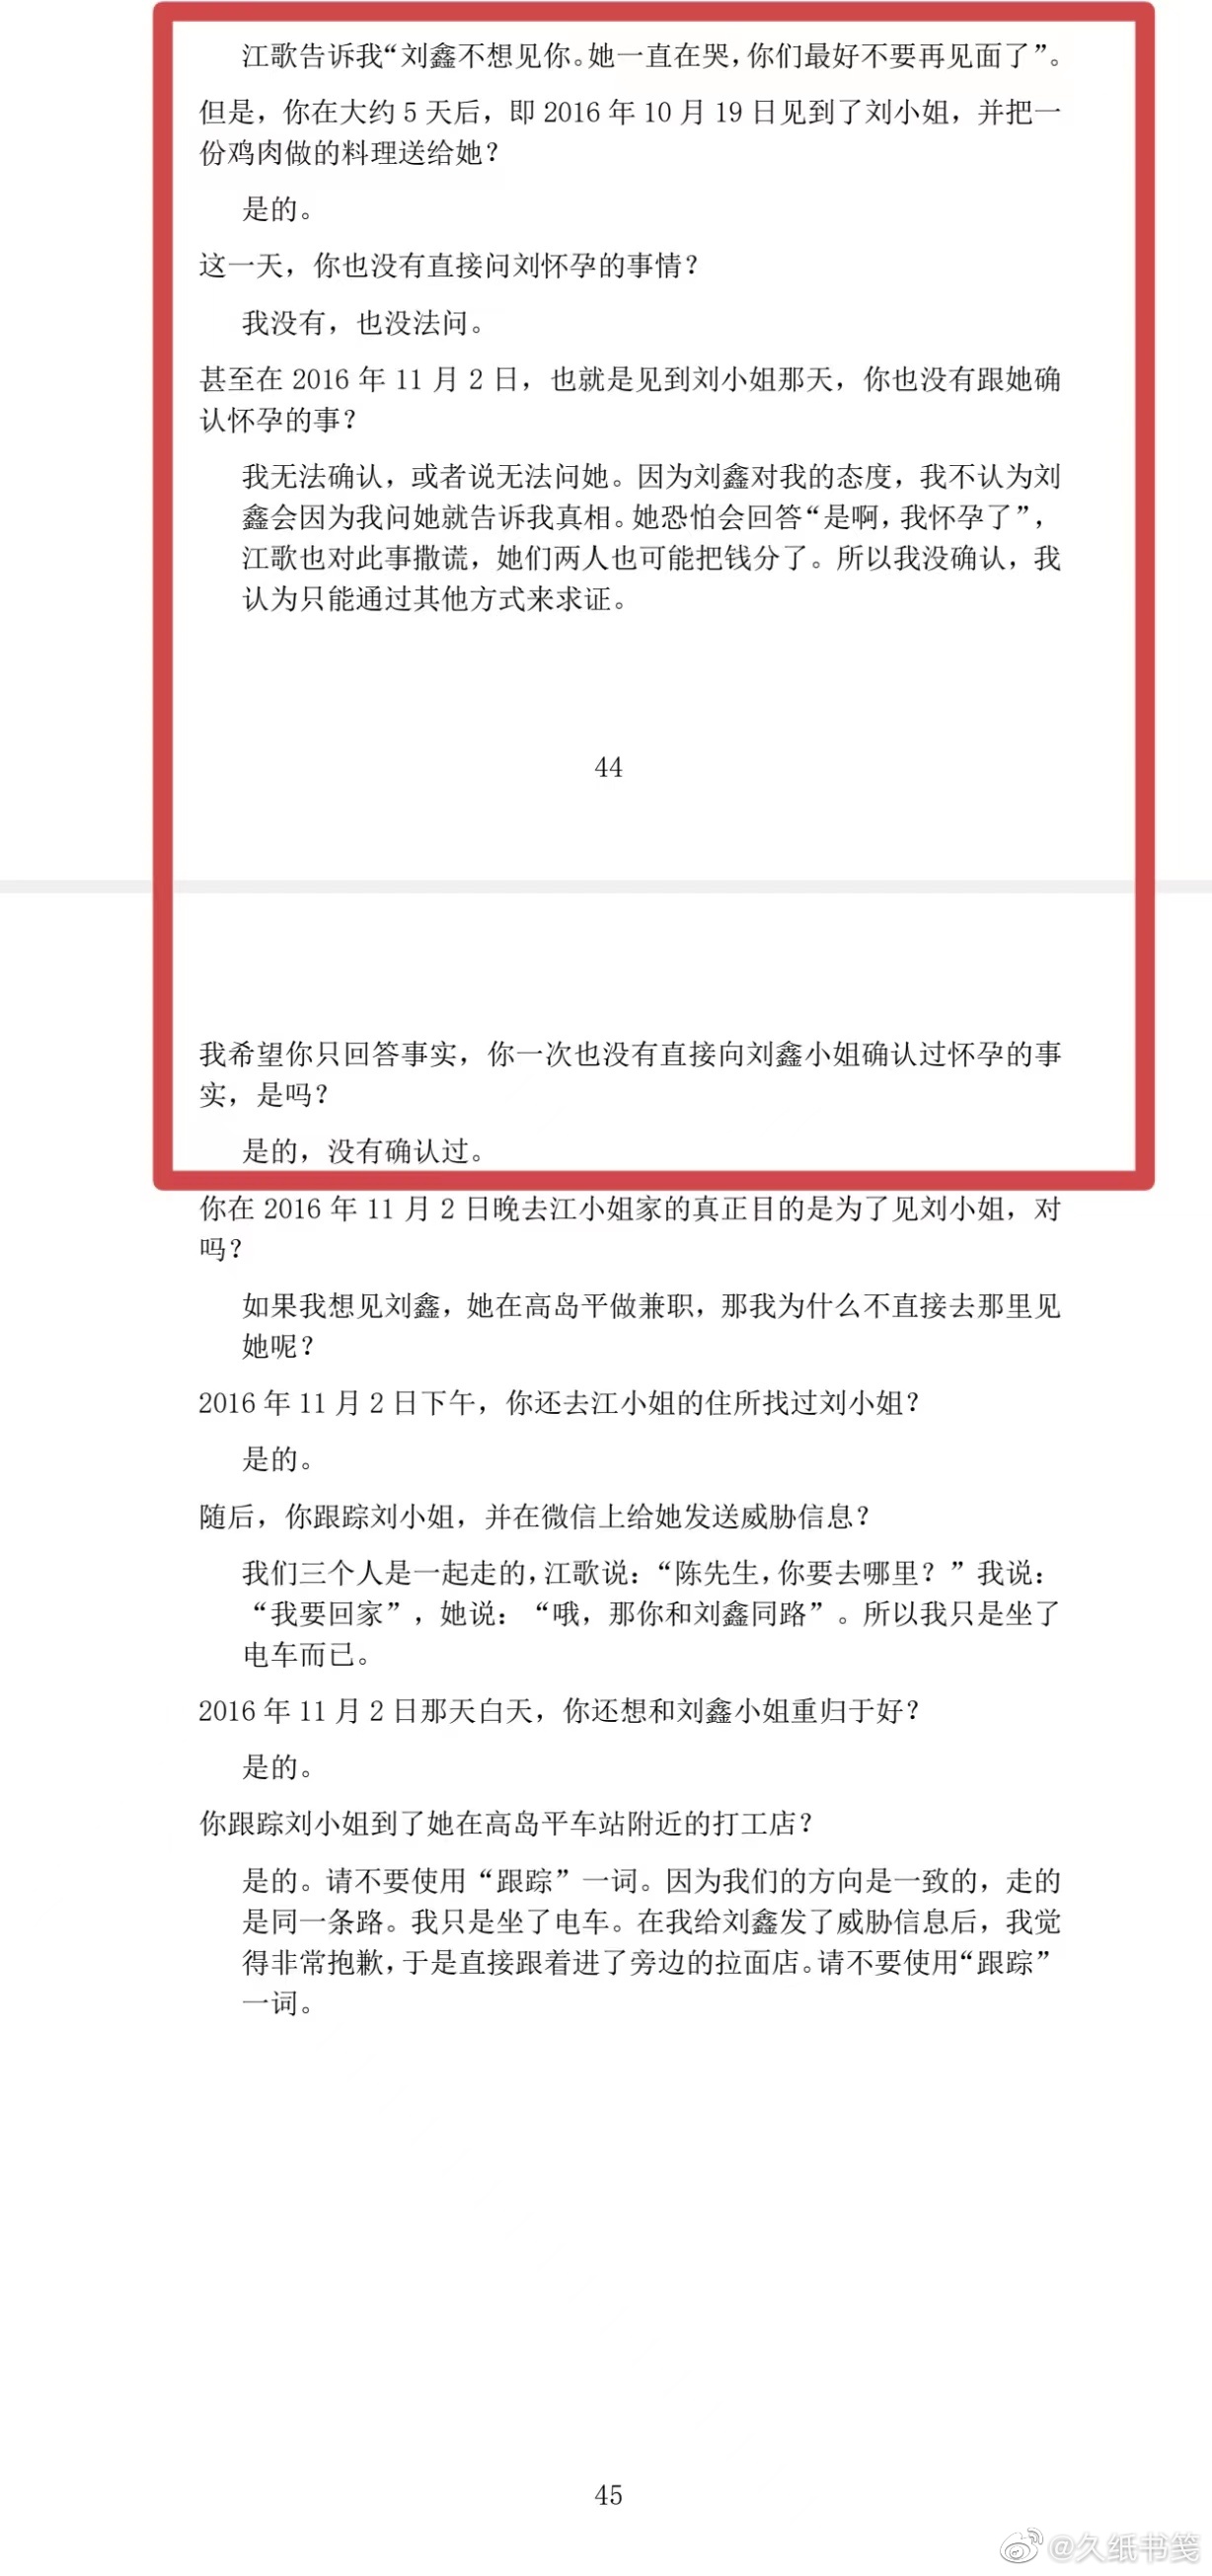 江歌告诉我“刘鑫不想见你。她一直在哭,你们最好不要再见面了”。
但是，你在大约 5 天后，即 2016 年 10 月 19 日见到了刘小姐，并把一
份鸡肉做的料理送给她？
是的。
这一天，你也没有直接问刘怀孕的事情？
我没有，也没法问。
甚至在 2016 年 11 月 2 日，也就是见到刘小姐那天，你也没有跟她确
认怀孕的事？
我无法确认，或者说无法问她。因为刘鑫对我的态度，我不认为刘
鑫会因为我问她就告诉我真相。她恐怕会回答“是啊,我怀孕了”，
江歌也对此事撒谎，她们两人也可能把钱分了。所以我没确认，我
认为只能通过其他方式来求证。
44
我希望你只回答事实，你一次也没有直接向刘鑫小姐确认过怀孕的事
实，是吗？
是的，没有确认过。
你在 2016 年 11 月 2 日晚去江小姐家的真正目的是为了见刘小姐，对
吗？
如果我想见刘鑫，她在高岛平做兼职，那我为什么不直接去那里见
她呢？
2016 年 11 月 2 日下午，你还去江小姐的住所找过刘小姐？
是的。
随后，你跟踪刘小姐，并在微信上给她发送威胁信息？
我们三个人是一起走的,江歌说：“陈先生,你要去哪里？”我说：
“我要回家”，她说：“哦，那你和刘鑫同路”。所以我只是坐了
电车而已。
2016 年 11 月 2 日那天白天，你还想和刘鑫小姐重归于好？
是的。
你跟踪刘小姐到了她在高岛平车站附近的打工店？
是的。请不要使用“跟踪”一词。因为我们的方向是一致的，走的
是同一条路。我只是坐了电车。在我给刘鑫发了威胁信息后，我觉
得非常抱歉,于是直接跟着进了旁边的拉面店。请不要使用“跟踪”
一词。
45
@久纸书笺